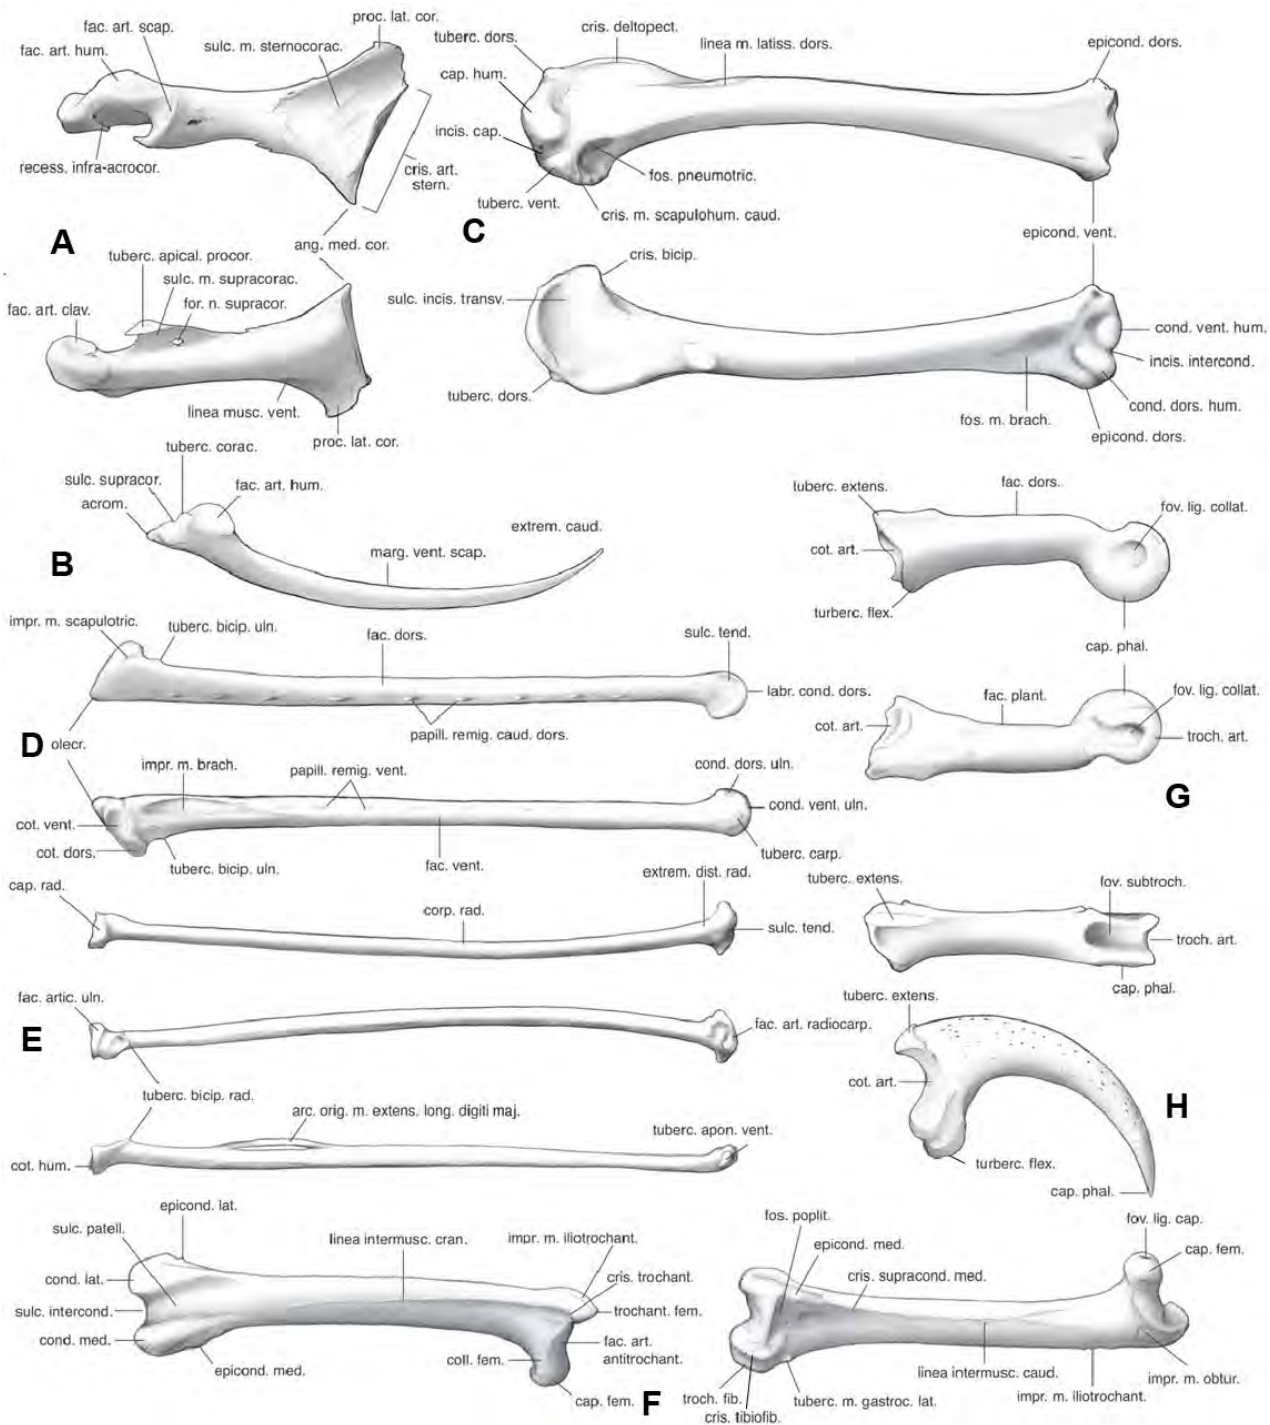 proc. lat. cor.
fac. art. scap.
fac. art. hum.
sulc. m. sternocorac.
recess. infra-acrocor.
cris. art.
stern.
A
ang. med. cor.
tuberc. apical. procor.
sulc. m. supracorac.
for. n. supracor.
fac. art. clav.
linea musc. vent.
proc. lat. cor.
cris. deltopect.
tuberc. dors.
linea m. latiss. dors.
epicond. dors.
cap. hum.
incis. cap.
fos. pneumotric.
tuberc. vent.
cris. m. scapulohum. caud.
C
epicond. vent.
cris. bicip.
sulc. incis. transv.
cond. vent. hum.
incis. intercond.
tuberc. dors.
cond. dors. hum.
fos. m. brach.
epicond. dors.
tuberc. corac.
sulc. supracor.
fac. art. hum.
acrom.
extrem. caud.
marg. vent. scap.
B
impr. m. scapulotric.
tuberc. bicip. uln.
fac. dors.
sulc. tend.
labr. cond. dors.
papill. remig. caud. dors.
D
olecr.
impr. m. brach.
papill. remig. vent.
cond. dors. uln.
cond. vent. uln.
cot. vent.
cot. dors.
tuberc. bicip. uln.
fac. vent.
tuberc. carp.
cap. rad.
corp. rad.
extrem. dist. rad.
sulc. tend.
fac. artic. uln.
E
fac. art. radiocarp.
tuberc. bicip. rad.
arc. orig. m. extens. long. digiti maj.
tuberc. apon. vent.
cot. hum.
tuberc. extens.
fac. dors.
fov. lig. collat.
cot. art.
turberc. flex.
cap. phal.
fac. plant.
fov. lig. collat.
cot. art.
troch. art.
G
tuberc. extens.
fov. subtroch.
troch. art.
cap. phal.
tuberc. extens.
cot. art.
H
turberc. flex.
cap. phal.
epicond. lat.
sulc. patell.
linea intermusc. cran.
impr. m. iliotrochant.
cond. lat.
cris. trochant.
sulc. intercond.
trochant. fem.
cond. med.
fac. art.
antitrochant.
epicond. med.
coll. fem.
cap. fem.
F
fos. poplit.
epicond. med.
cris. supracond. med.
fov. lig. cap.
cap. fem.
linea intermusc. caud.
impr. m. obtur.
troch. fib.
tuberc. m. gastroc. lat.
impr. m. iliotrochant.
cris. tibiofib.